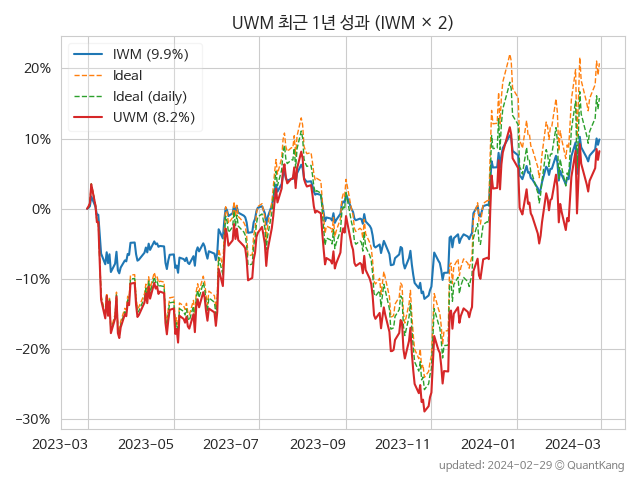 UWM 최근 1년 성과 (IWM × 2)
IWM (9.9%)
Ideal
Ideal (daily)
UWM (8.2%)
20%
10%
0%
−10%
−20%
−30%
2023−03 2023−05 2023−07 2023−09 2023−11 2024−01 2024−03
updated: 2024-02-29 © QuantKang